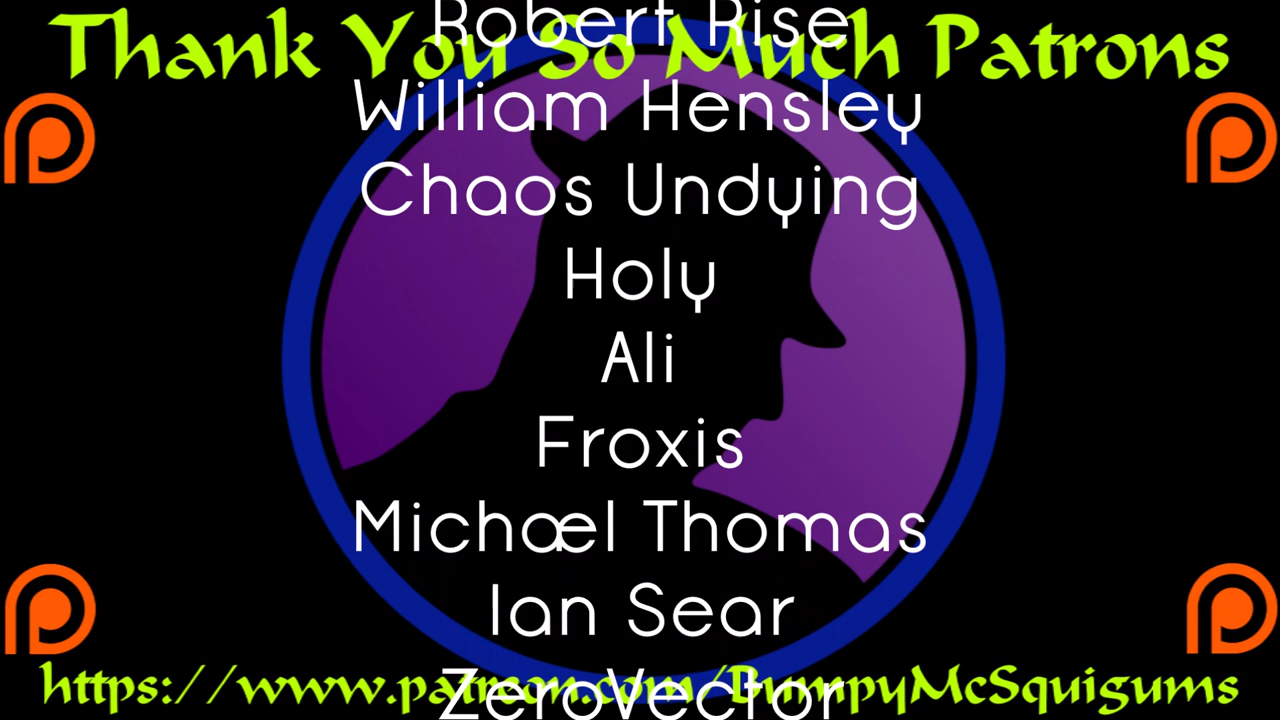 Robert Rise
Thank You So Much Patrons
William Hensley
Chaos Undying
Holy
Ali
Froxis
Michael Thomas
Ian Sear
https://www.patreon.com/BumpyMcSquigums
ZeroVector